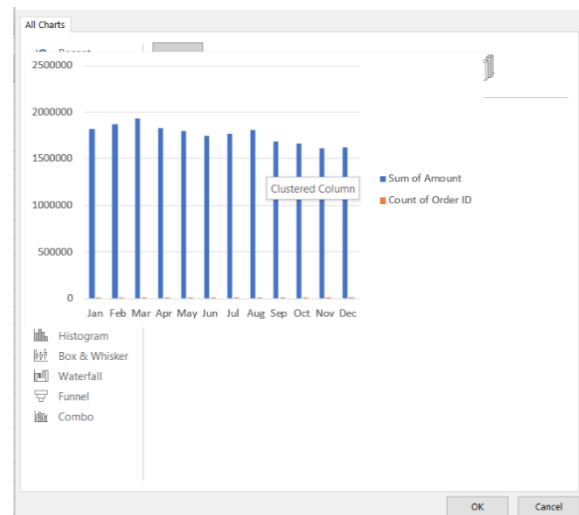 All Charts
2500000
2000000
1500000
1000000
500000
0
Jan Feb Mar Apr May Jun Jul Aug Sep Oct Nov Dec
Clustered Column
Sum of Amount
Count of Order ID
Histogram
Box & Whisker
Waterfall
Funnel
Combo
OK Cancel